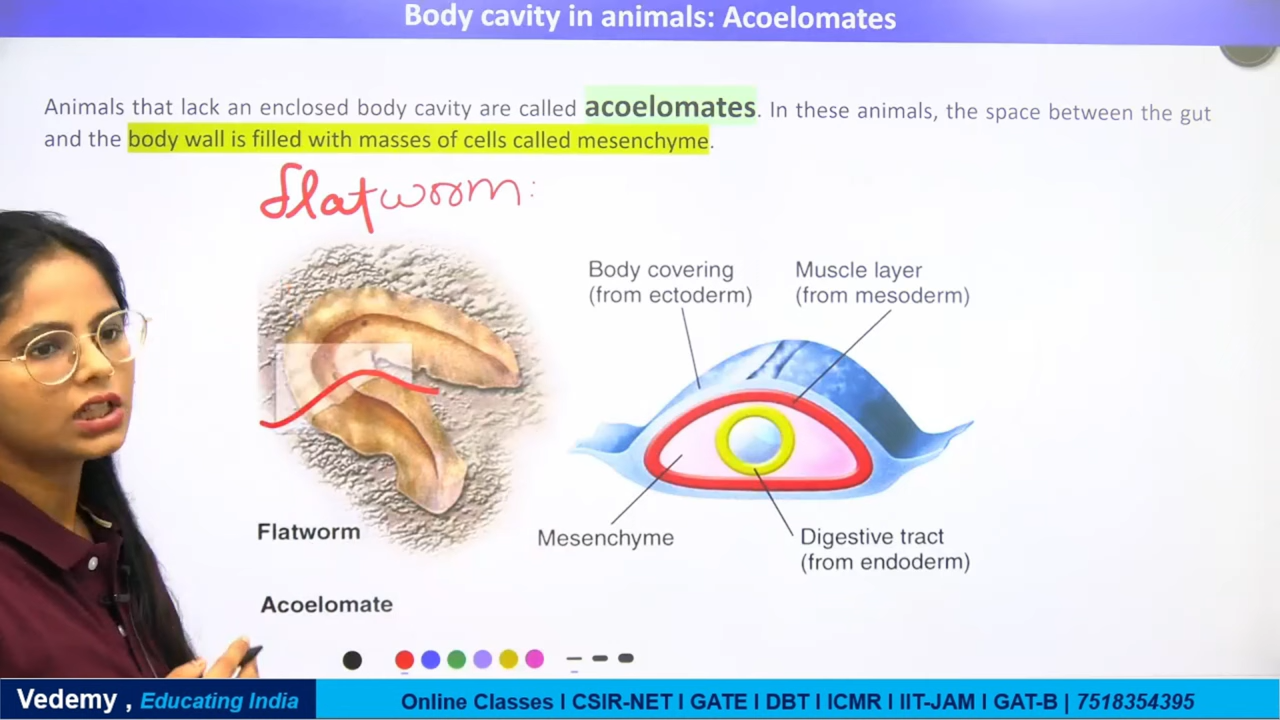 Body cavity in animals: Acoelomates
Animals that lack an enclosed body cavity are called acoelomates. In these animals, the space between the gut
and the body wall is filled with masses of cells called mesenchyme.
flatworm:
Body covering
(from ectoderm)
Muscle layer
(from mesoderm)
Mesenchyme
Digestive tract
(from endoderm)
Flatworm
Acoelomate
Vedemy , Educating India
Online Classes I CSIR-NET I GATE I DBT I ICMR I IIT-JAM I GAT-B | 7518354395